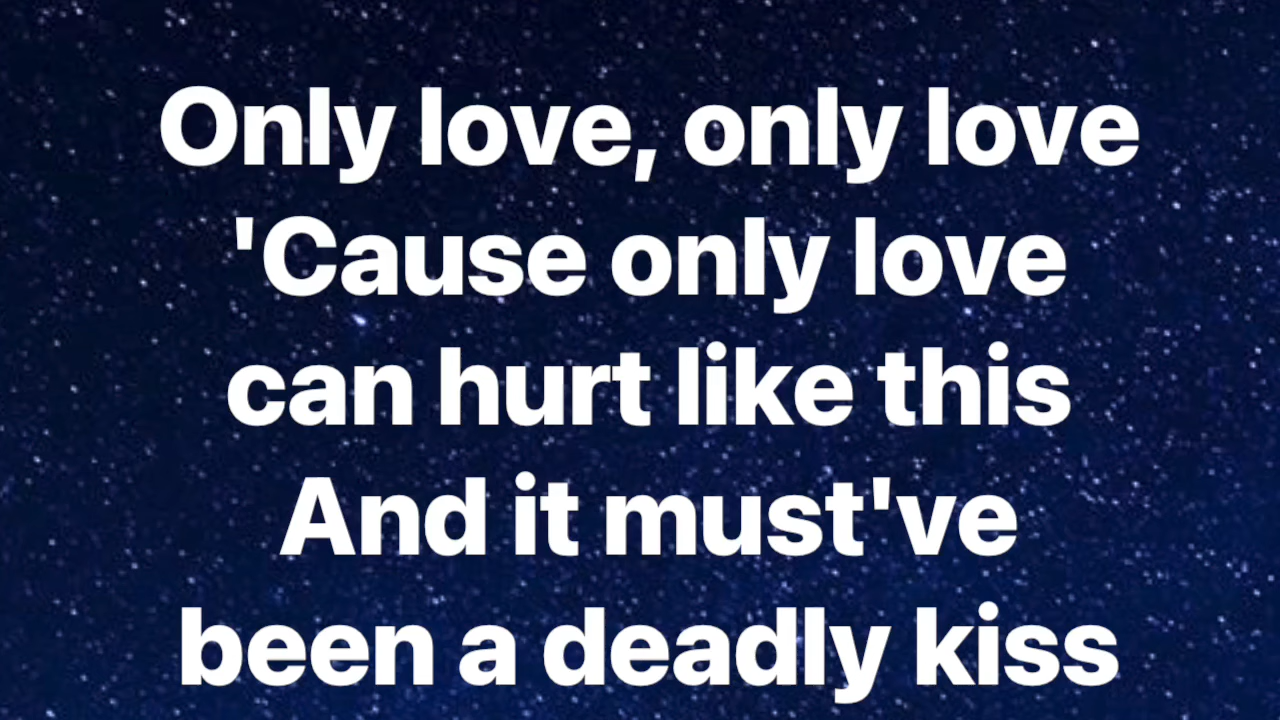 Only love, only love
'Cause only love
can hurt like this
And it must've
been a deadly kiss